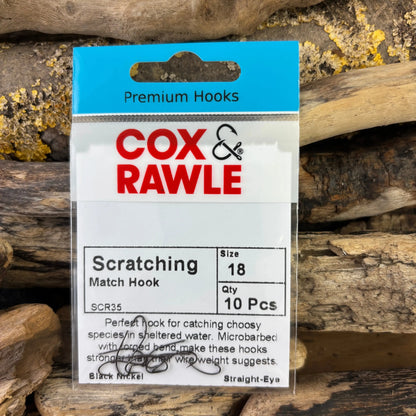 Premium Hooks
COX &®
RAWLE
Scratching
Match Hook
SCR35
Size
18
Qty
10 Pcs
Perfect hook for catching choosy
species in sheltered water. Microbarbed
with forged bend make these hooks
stronger than their wire/weight suggests.
Black Nickel
Straight-Eye